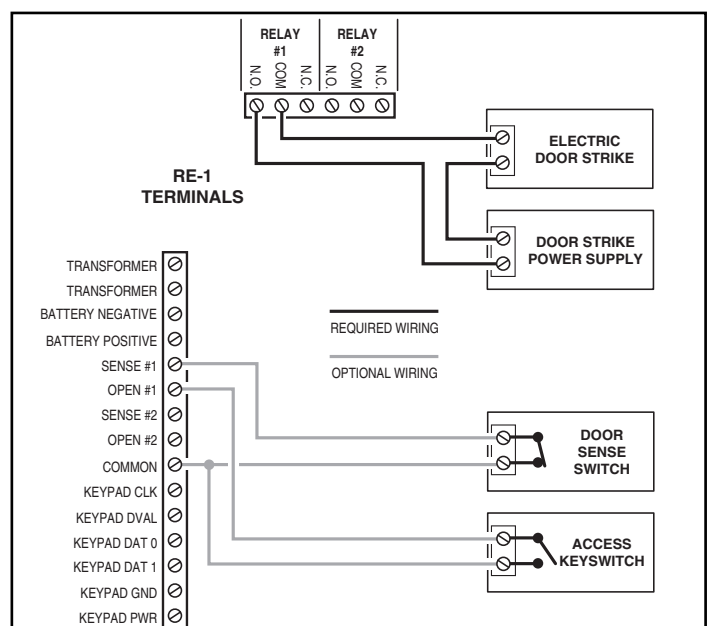 RELAY
#1
RELAY
#2
N.O.
COM
N.C.
N.O.
COM
N.C.
ELECTRIC
DOOR STRIKE
RE-1
TERMINALS
DOOR STRIKE
POWER SUPPLY
TRANSFORMER
TRANSFORMER
BATTERY NEGATIVE
BATTERY POSITIVE
SENSE #1
OPEN #1
SENSE #2
OPEN #2
COMMON
KEYPAD CLK
KEYPAD DVAL
KEYPAD DAT 0
KEYPAD DAT 1
KEYPAD GND
KEYPAD PWR
REQUIRED WIRING
OPTIONAL WIRING
DOOR
SENSE
SWITCH
ACCESS
KEYSWITCH